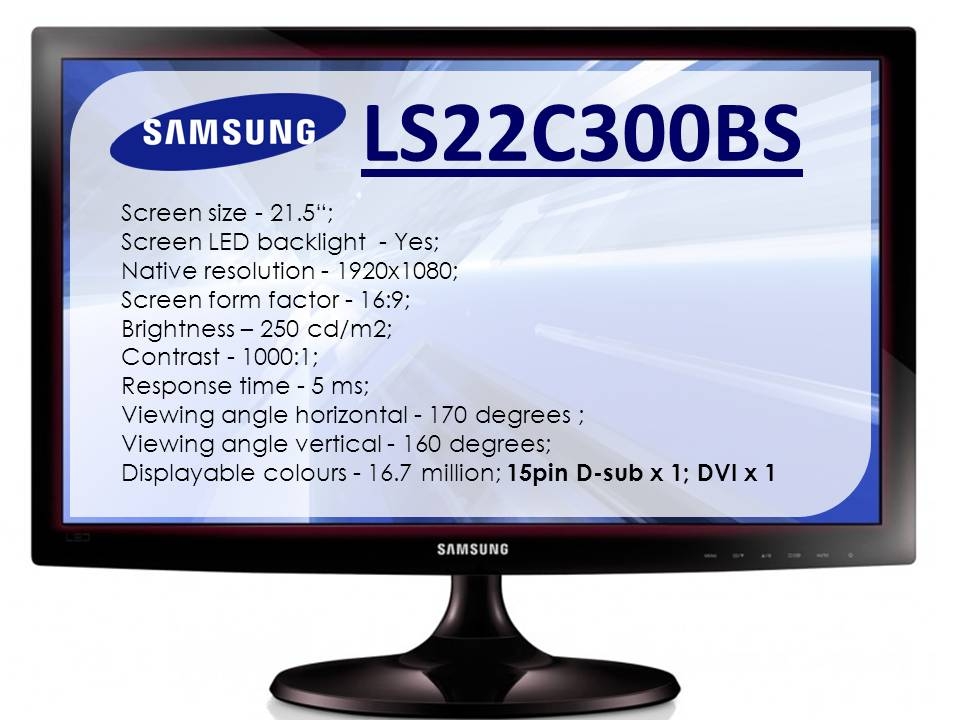 SAMSUNG
LS22C300BS
Screen size - 21.5“;
Screen LED backlight  - Yes;
Native resolution - 1920x1080;
Screen form factor - 16:9;
Brightness – 250 cd/m2;
Contrast - 1000:1;
Response time - 5 ms;
Viewing angle horizontal - 170 degrees ;
Viewing angle vertical - 160 degrees;
Displayable colours - 16.7 million; 15pin D-sub x 1; DVI x 1
LED
SAMSUNG
MENU